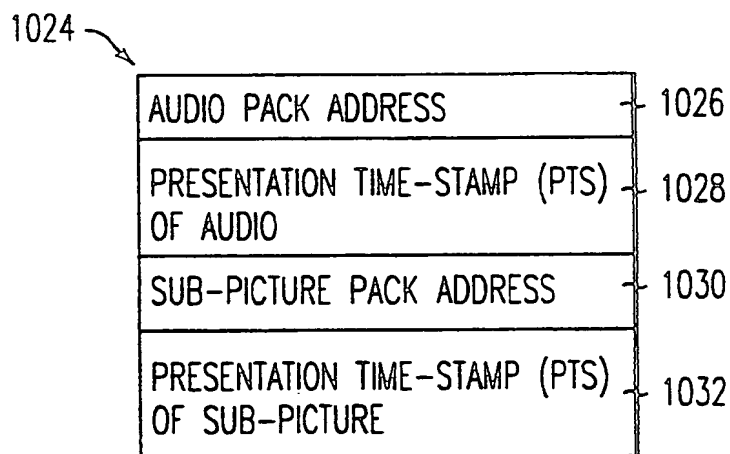 1024
AUDIO PACK ADDRESS 1026
PRESENTATION TIME-STAMP (PTS) 1028
OF AUDIO
SUB-PICTURE PACK ADDRESS 1030
PRESENTATION TIME-STAMP (PTS) 1032
OF SUB-PICTURE